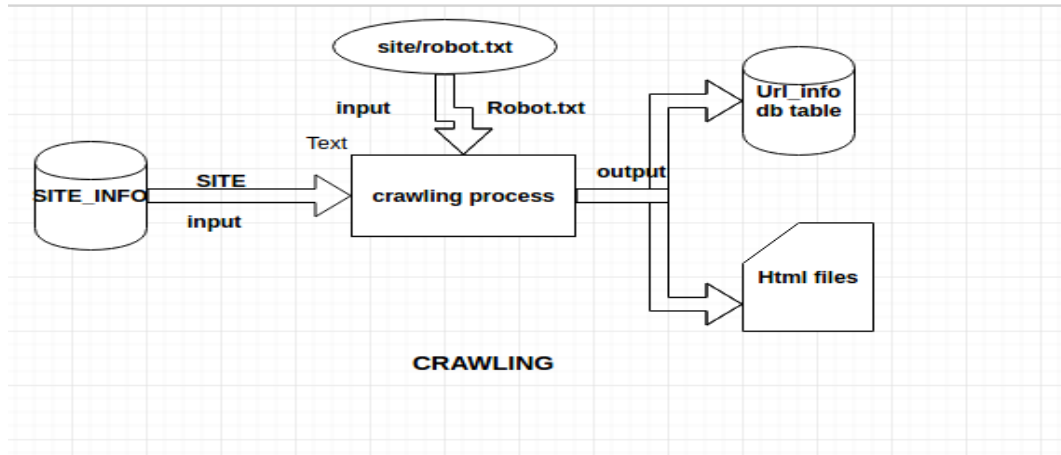 site/robot.txt
input
Robot.txt
Url_info
db table
Text
SITE_INFO
SITE
input
crawling process
output
Html files
CRAWLING